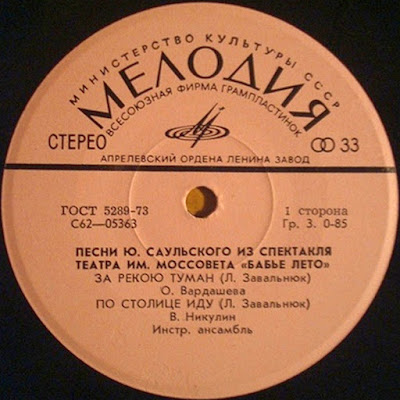 МИНИСТЕРСТВО КУЛЬТУРЫ СССР
МЕЛОДИЯ
ВСЕСОЮЗНАЯ ФИРМА ГРАМПЛАСТИНОК
СТЕРЕО
33
АПРЕЛЕВСКИЙ ОРДЕНА ЛЕНИНА ЗАВОД
ГОСТ 5289-73
С62—05363
I сторона
Гр. 3. 0-85
ПЕСНИ Ю. САУЛЬСКОГО ИЗ СПЕКТАКЛЯ
ТЕАТРА ИМ. МОССОВЕТА «БАБЬЕ ЛЕТО»
ЗА РЕКОЮ ТУМАН (Л. Завальнюк)
О. Вардашева
ПО СТОЛИЦЕ ИДУ (Л. Завальнюк)
В. Никулин
Инстр. ансамбль